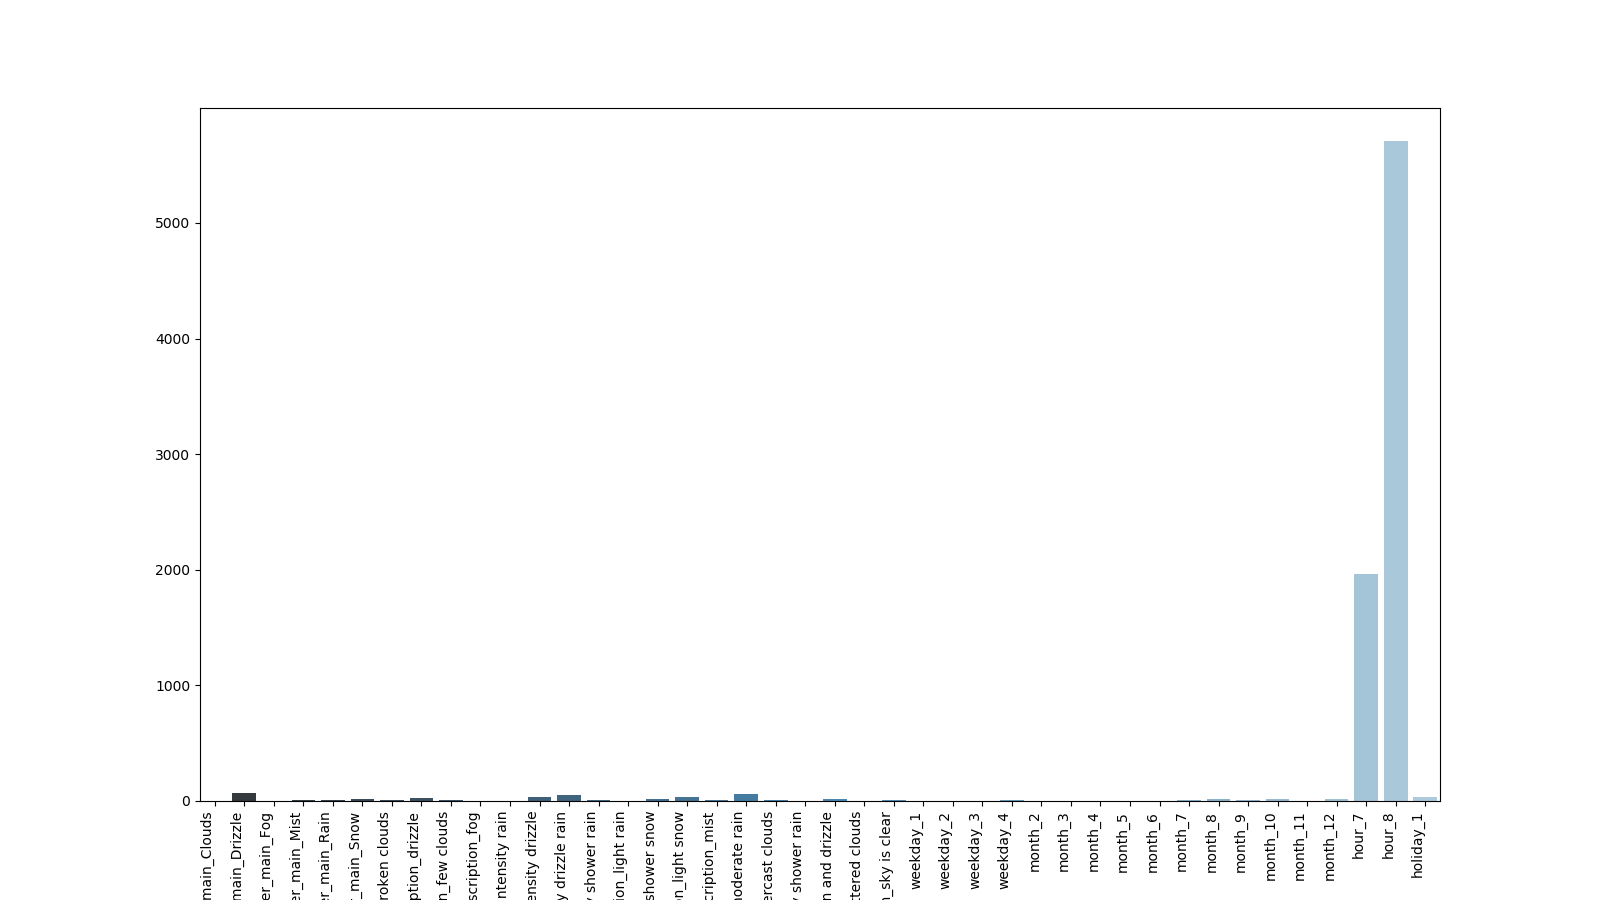 5000
4000
3000
2000
1000
0
main_Clouds
main_Drizzle
er_main_Fog
er_main_Mist
er_main_Rain
_main_Snow
roken clouds
ption_drizzle
n_few clouds
scription_fog
ntensity rain
ensity drizzle
y drizzle rain
shower rain
ion_light rain
shower snow
n_light snow
cription_mist
oderate rain
ercast clouds
shower rain
n and drizzle
ttered clouds
n_sky is clear
weekday_1
weekday_2
weekday_3
weekday_4
month_2
month_3
month_4
month_5
month_6
month_7
month_8
month_9
month_10
month_11
month_12
hour_7
hour_8
holiday_1